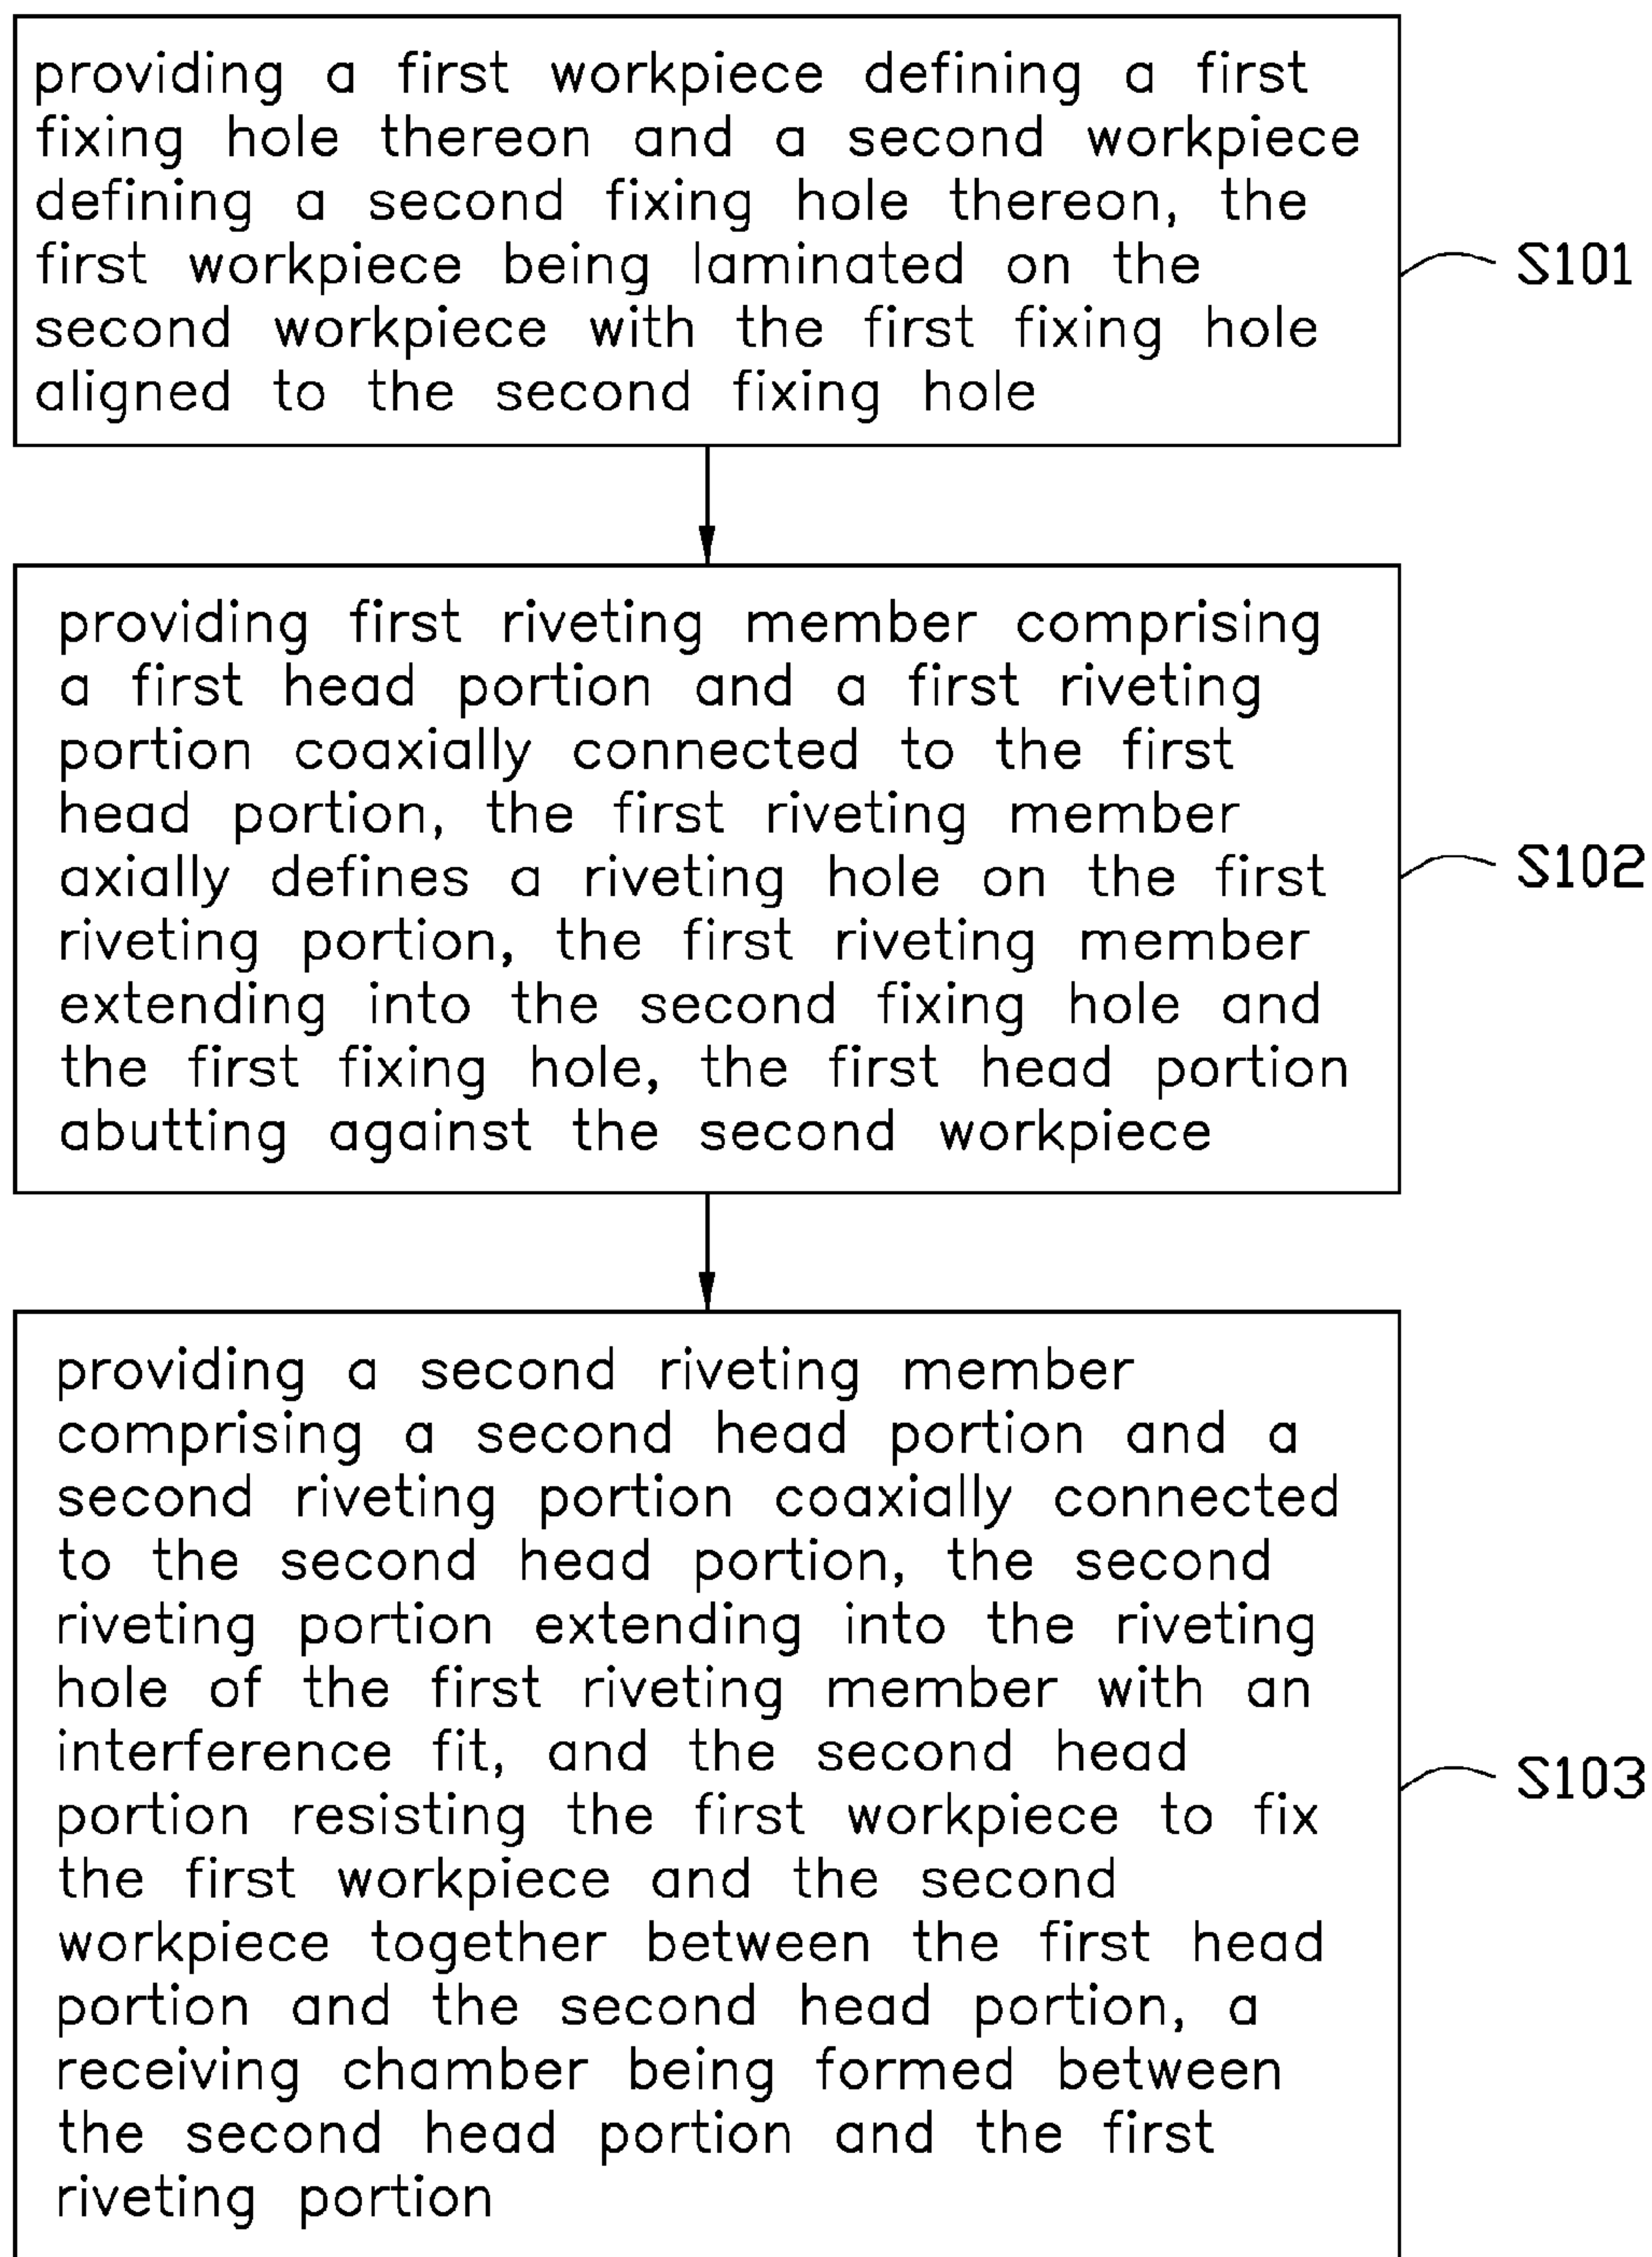 providing a first workpiece defining a first
fixing hole thereon and a second workpiece
defining a second fixing hole thereon, the
first workpiece being laminated on the
second workpiece with the first fixing hole
aligned to the second fixing hole
S101
providing first riveting member comprising
a first head portion and a first riveting
portion coaxially connected to the first
head portion, the first riveting member
axially defines a riveting hole on the first
riveting portion, the first riveting member
extending into the second fixing hole and
the first fixing hole, the first head portion
abutting against the second workpiece
S102
providing a second riveting member
comprising a second head portion and a
second riveting portion coaxially connected
to the second head portion, the second
riveting portion extending into the riveting
hole of the first riveting member with an
interference fit, and the second head
portion resisting the first workpiece to fix
the first workpiece and the second
workpiece together between the first head
portion and the second head portion, a
receiving chamber being formed between
the second head portion and the first
riveting portion
S103